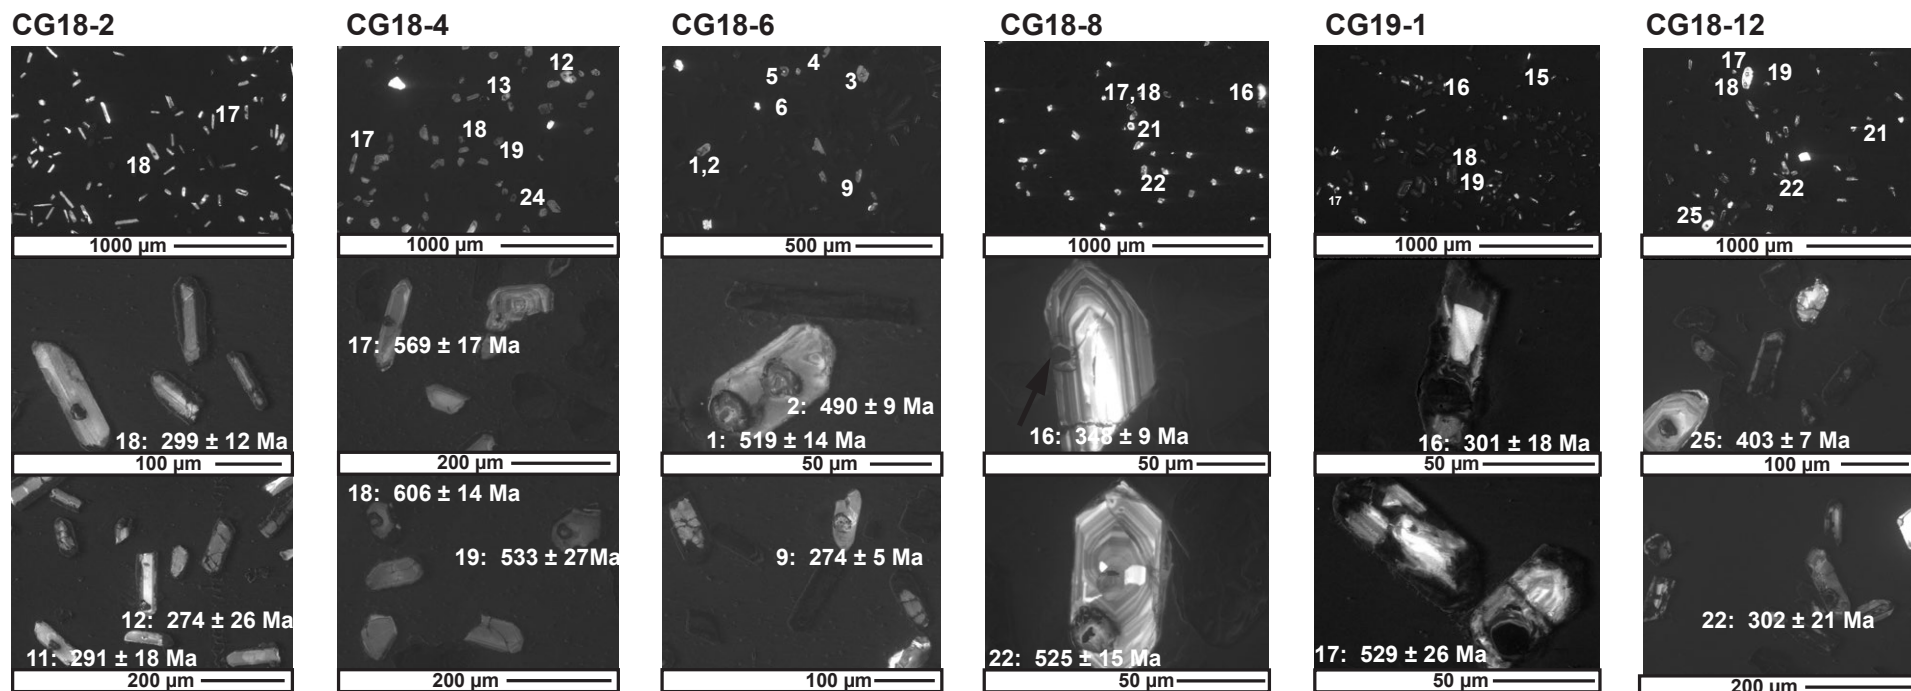 CG18-2
17
18
1000 µm
18: 299 ± 12 Ma
100 µm
12: 274 ± 26 Ma
11: 291 ± 18 Ma
200 µm
CG18-4
12
13
17
18
19
24
1000 µm
17: 569 ± 17 Ma
200 µm
18: 606 ± 14 Ma
19: 533 ± 27Ma
200 µm
CG18-6
4
5
3
6
1,2
9
500 µm
2: 490 ± 9 Ma
1: 519 ± 14 Ma
50 µm
9: 274 ± 5 Ma
100 µm
CG18-8
17,18
16
21
22
1000 µm
16: 348 ± 9 Ma
50 µm
22: 525 ± 15 Ma
50 µm
CG19-1
15
16
18
19
17
1000 µm
16: 301 ± 18 Ma
50 µm
17: 529 ± 26 Ma
50 µm
CG18-12
17
19
18
21
22
25
1000 µm
25: 403 ± 7 Ma
100 µm
22: 302 ± 21 Ma
200 µm